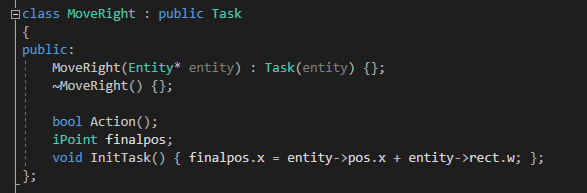 class MoveRight : public Task
{
public:
MoveRight(Entity* entity) : Task(entity) {};
~MoveRight() {};
bool Action();
iPoint finalpos;
void InitTask() { finalpos.x = entity->pos.x + entity->rect.w; };
};